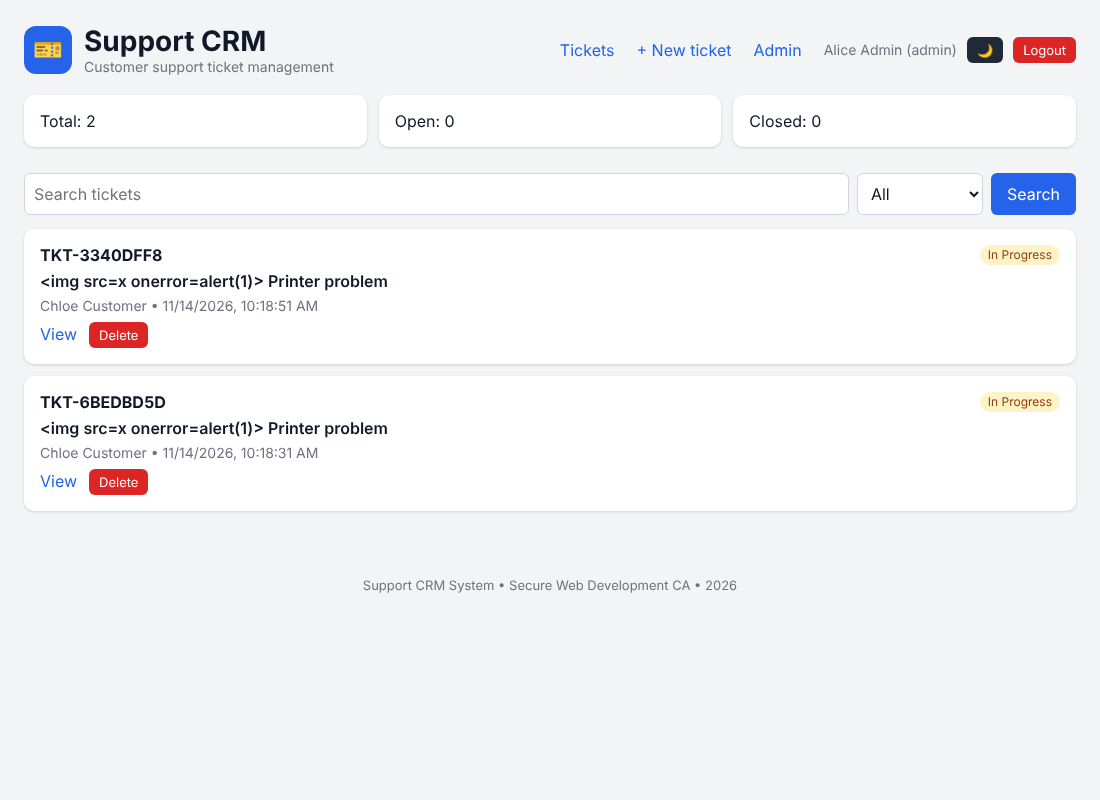 Support CRM
Customer support ticket management
Tickets + New ticket Admin Alice Admin (admin) Logout
Total: 2 Open: 0 Closed: 0
Search tickets All Search
TKT-3340DFF8 In Progress
<img src=x onerror=alert(1)> Printer problem
Chloe Customer • 11/14/2026, 10:18:51 AM
View Delete
TKT-6BEDBD5D In Progress
<img src=x onerror=alert(1)> Printer problem
Chloe Customer • 11/14/2026, 10:18:31 AM
View Delete
Support CRM System • Secure Web Development CA • 2026